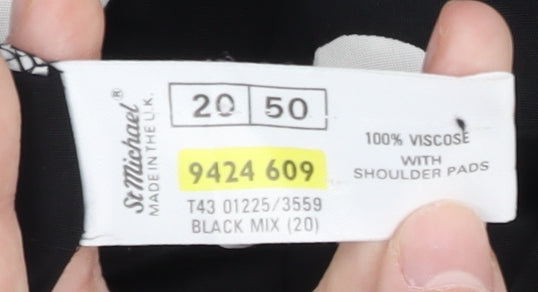 St Michael®
MADE IN THE U.K.
20 50
9424 609
T43 01225/3559
BLACK MIX (20)
100% VISCOSE
WITH
SHOULDER PADS